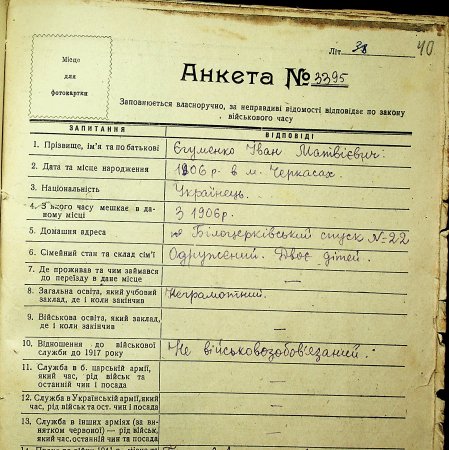 Літ. 38 40
Місце
для
фотокартки
Анкета № 3395
Заповнюється власноручно, за неправдиві відомості відповідає по закону
військового часу
ЗАПИТАННЯ ВІДПОВІДІ
1. Прізвище, ім'я та по батькові Єгуменко Іван Матвієвич.
2. Дата та місце народження 1906 р. в м. Черкасах.
3. Національність Українець.
4. З якого часу мешкає в да-
ному місці З 1906 р.
5. Домашня адреса Білоцерківський спуск № 22
6. Сімейний стан та склад сім'ї Одружений. Двоє дітей.
7. Де проживав та чим займався
до переїзду в дане місце —
8. Загальна освіта, який учбовий
заклад, де і коли закінчив Неграмотний.
9. Військова освіта, який заклад,
де і коли закінчив —
10. Відношення до військової
служби до 1917 року Не військовозобов'язаний.
11. Служба в б. царській армії,
який час, рід військ та
останній чин і посада —
12. Служба в Українській армії, який
час, рід військ та ост. чин і посада —
13. Служба в інших арміях (за ви-
нятком червоної) — рід військ,
який час, останній чин та посада —